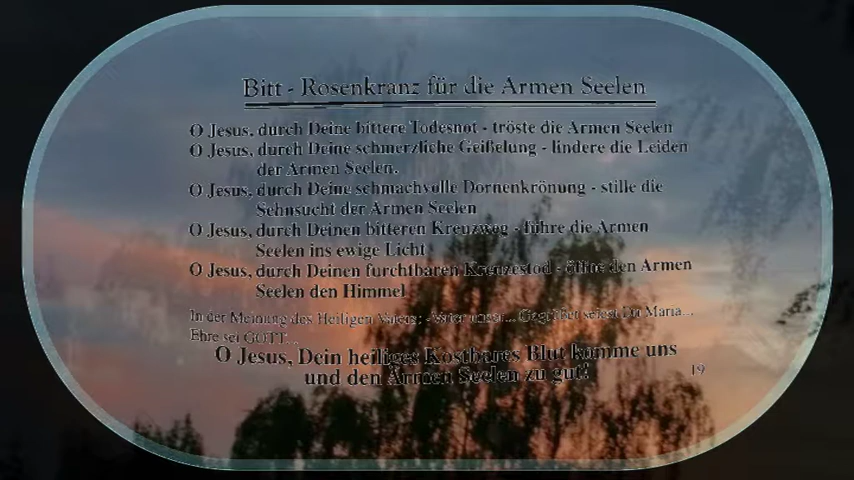 Bitt - Rosenkranz für die Armen Seelen
O Jesus, durch Deine bittere Todesnot - tröste die Armen Seelen
O Jesus, durch Deine schmerzliche Geißelung - lindere die Leiden
der Armen Seelen.
O Jesus, durch Deine schmachvolle Dornenkrönung - stille die
Sehnsucht der Armen Seelen
O Jesus, durch Deinen bitteren Kreuzweg - führe die Armen
Seelen ins ewige Licht
O Jesus, durch Deinen furchtbaren Kreuzestod - öffne den Armen
Seelen den Himmel
In der Meinung des Heiligen Vaters; - Vater unser... Gegrüßet seist Du Maria...
Ehre sei GOTT...
O Jesus, Dein heiliges Kostbares Blut komme uns
und den Armen Seelen zu gut!
19